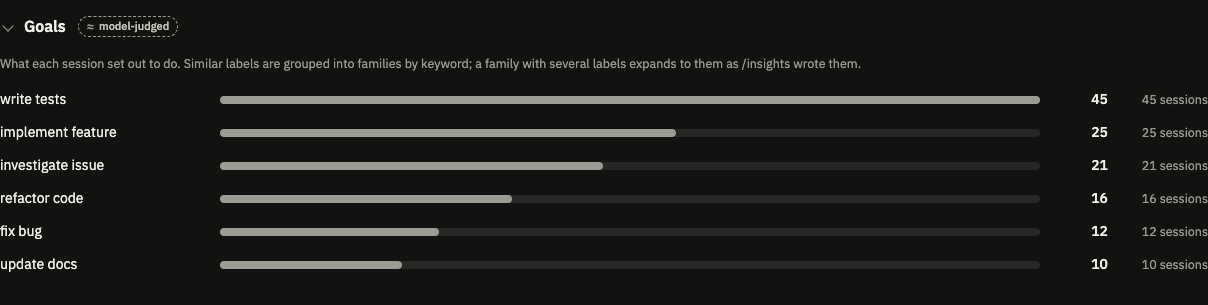 Goals ≈ model-judged
What each session set out to do. Similar labels are grouped into families by keyword; a family with several labels expands to them as /insights wrote them.
write tests 45 45 sessions
implement feature 25 25 sessions
investigate issue 21 21 sessions
refactor code 16 16 sessions
fix bug 12 12 sessions
update docs 10 10 sessions